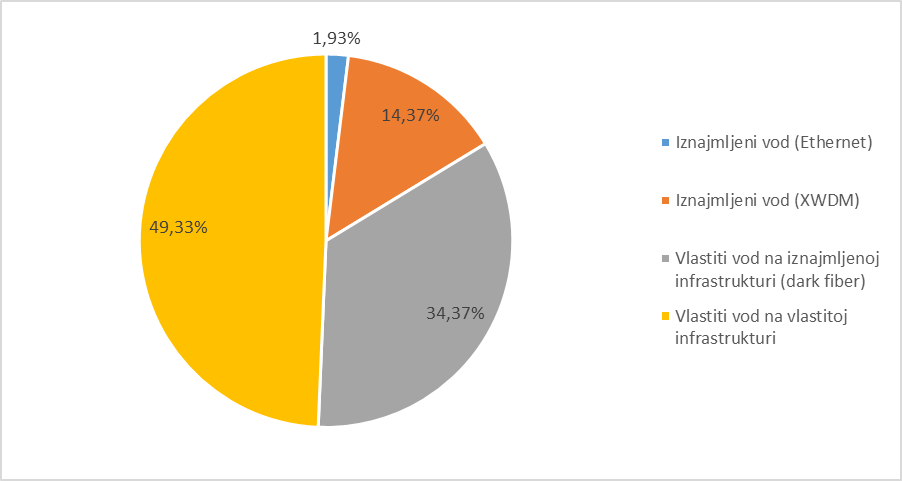 1,93%
14,37%
34,37%
49,33%
Iznajmljeni vod (Ethernet)
Iznajmljeni vod (XWDM)
Vlastiti vod na iznajmljenoj
infrastrukturi (dark fiber)
Vlastiti vod na vlastitoj
infrastrukturi